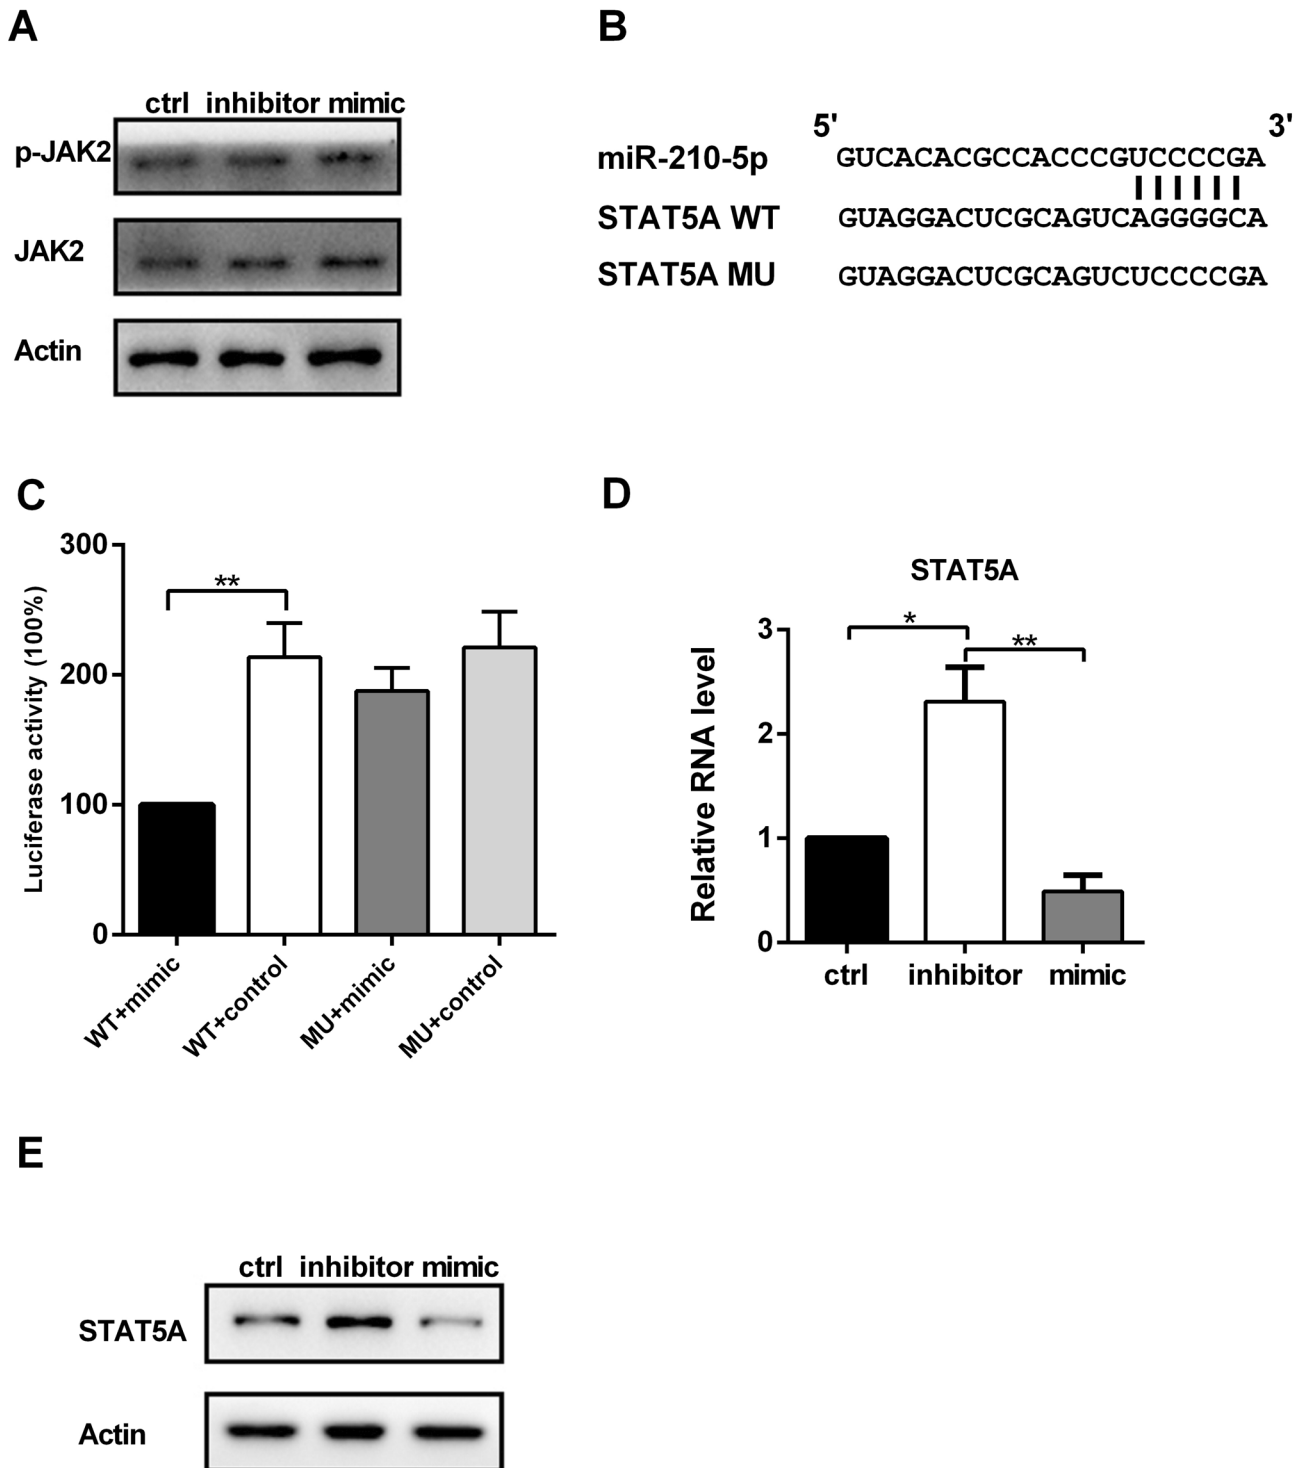 A
ctrl inhibitor mimic
p-JAK2
JAK2
Actin
B
5' 3'
miR-210-5p GUCACACGCCACCCGUCCCCGA
STAT5A WT GUAGGACUCGCAGUCAGGGGCA
STAT5A MU GUAGGACUCGCAGUCUCCCCGA
C
Luciferase activity (100%)
300
200
100
0
**
WT+mimic
WT+control
MU+mimic
MU+control
D
STAT5A
Relative RNA level
3
2
1
0
*
**
ctrl inhibitor mimic
E
ctrl inhibitor mimic
STAT5A
Actin